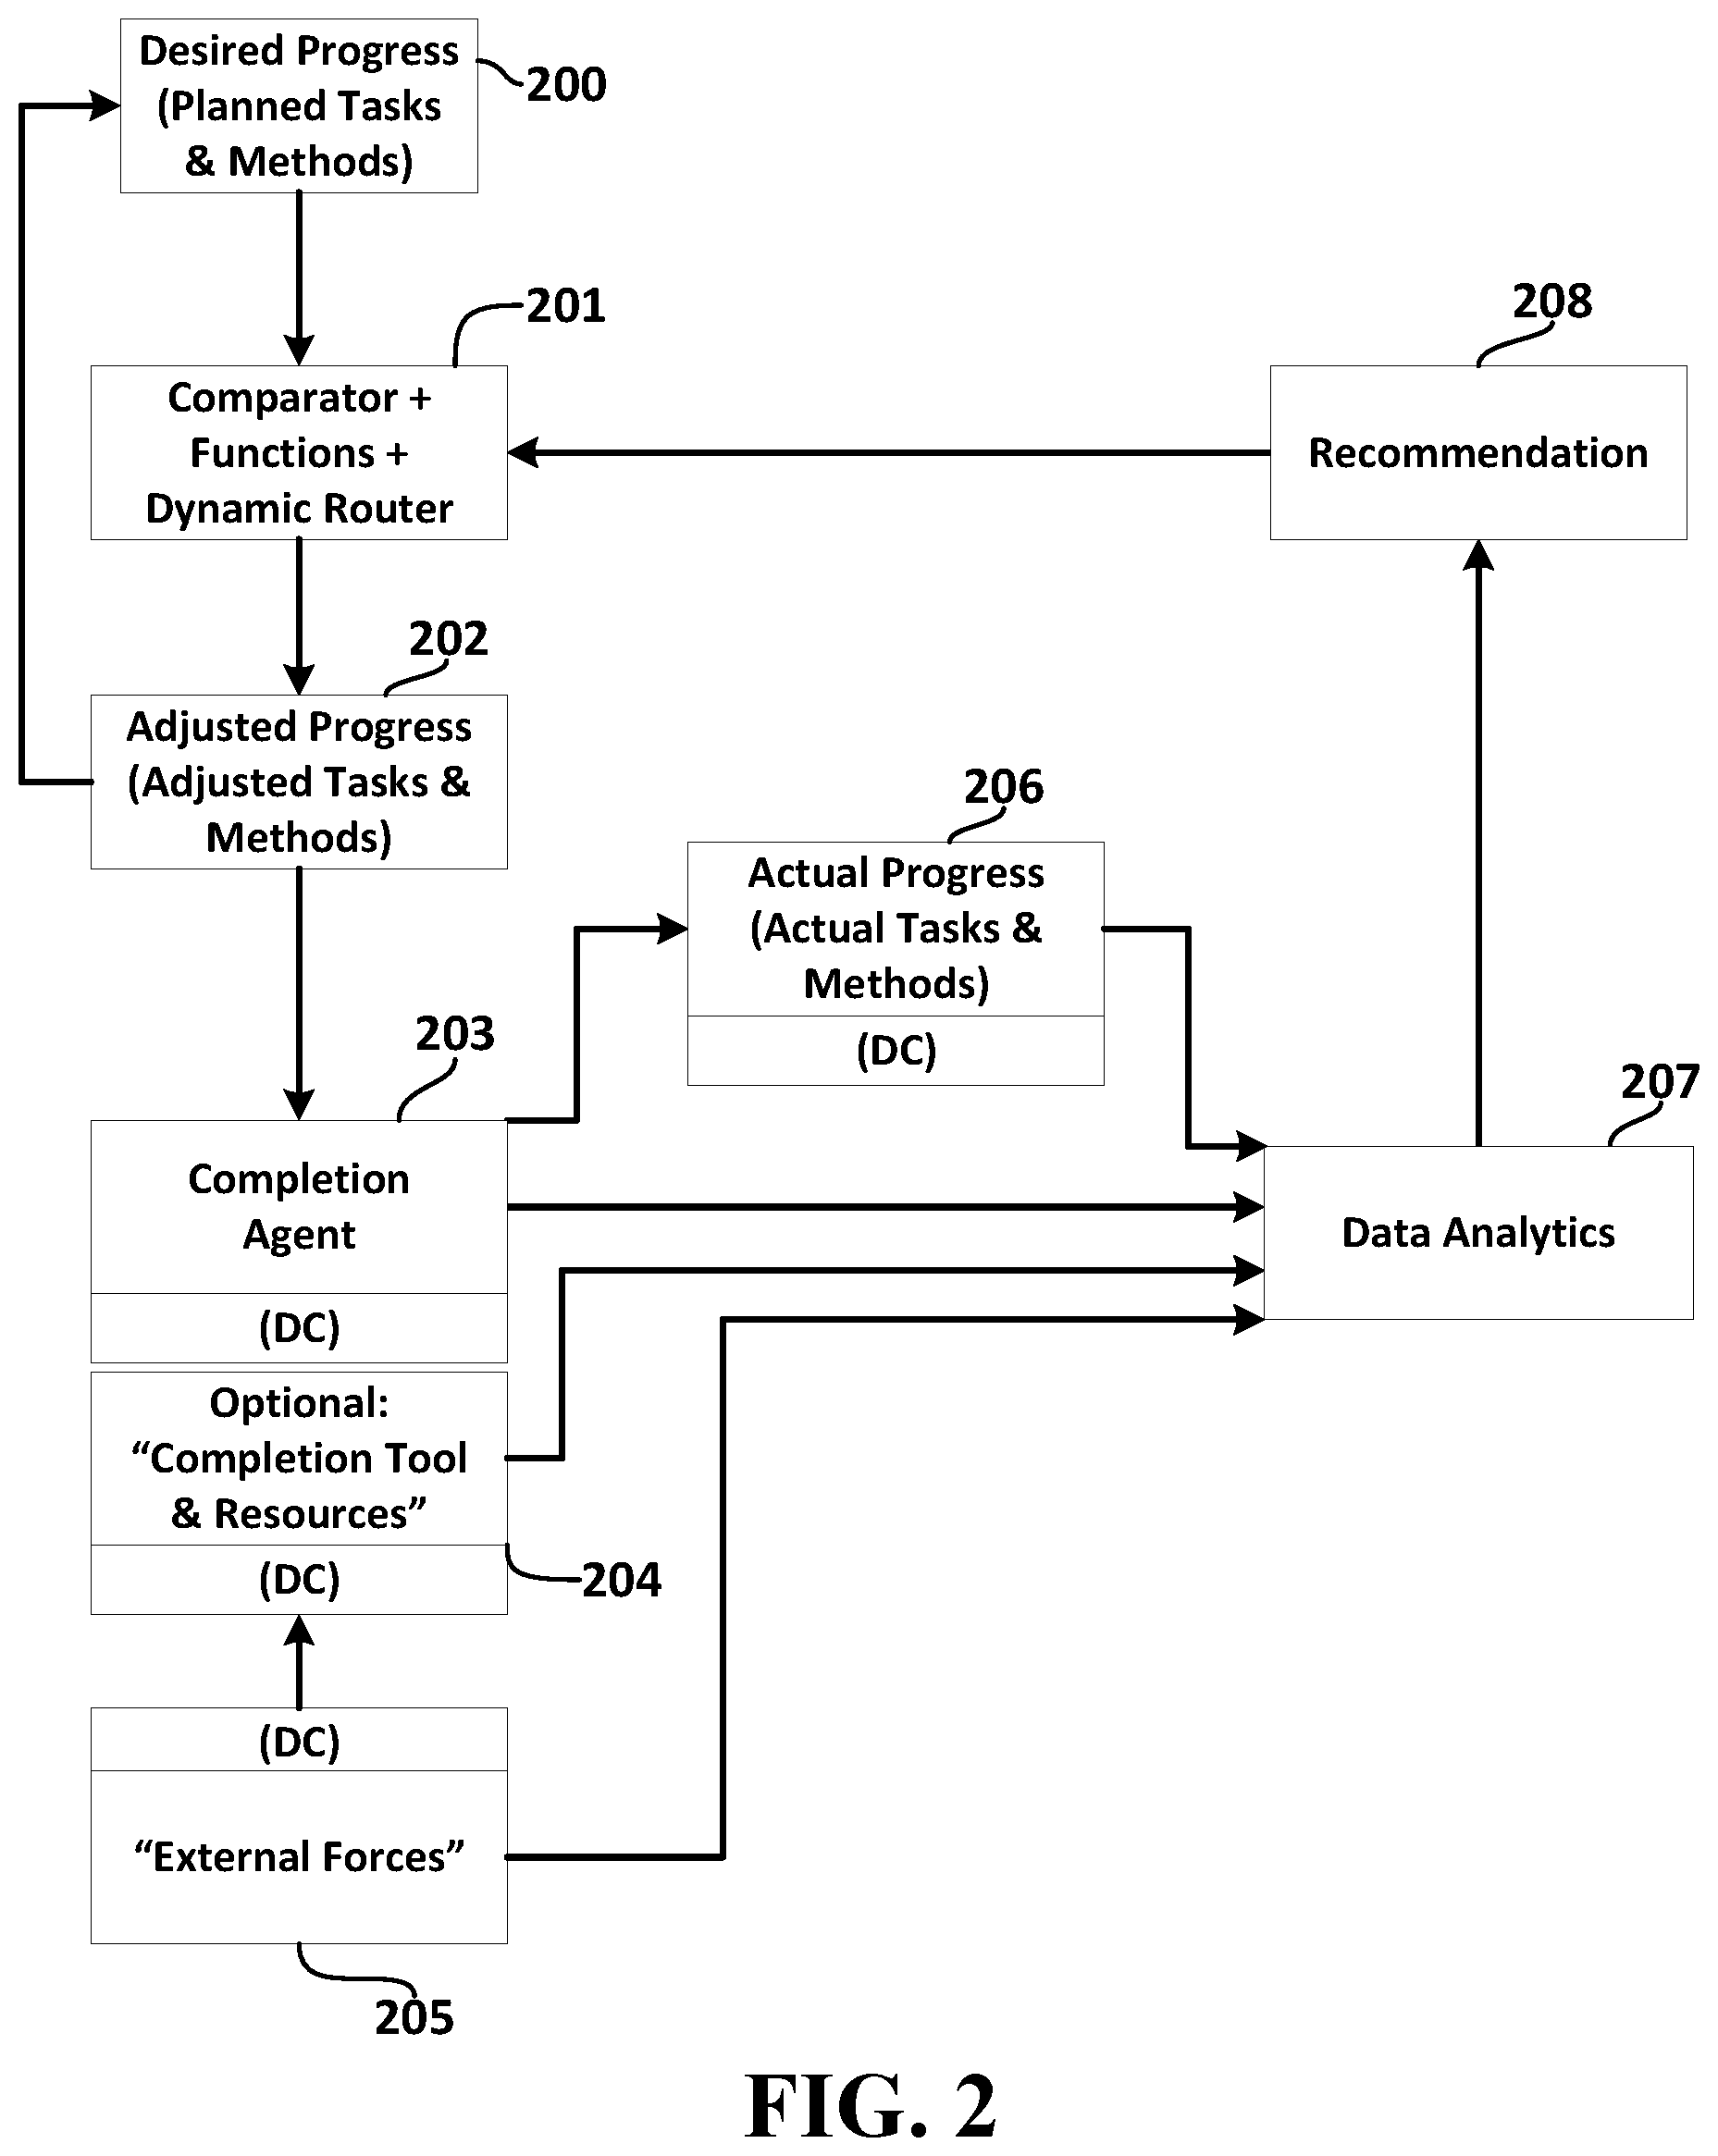 Desired Progress
(Planned Tasks
& Methods)
200
201
Comparator +
Functions +
Dynamic Router
208
Recommendation
202
Adjusted Progress
(Adjusted Tasks &
Methods)
206
Actual Progress
(Actual Tasks &
Methods)
(DC)
203
Completion
Agent
(DC)
207
Data Analytics
Optional:
“Completion Tool
& Resources”
(DC)
204
(DC)
“External Forces”
205
FIG. 2